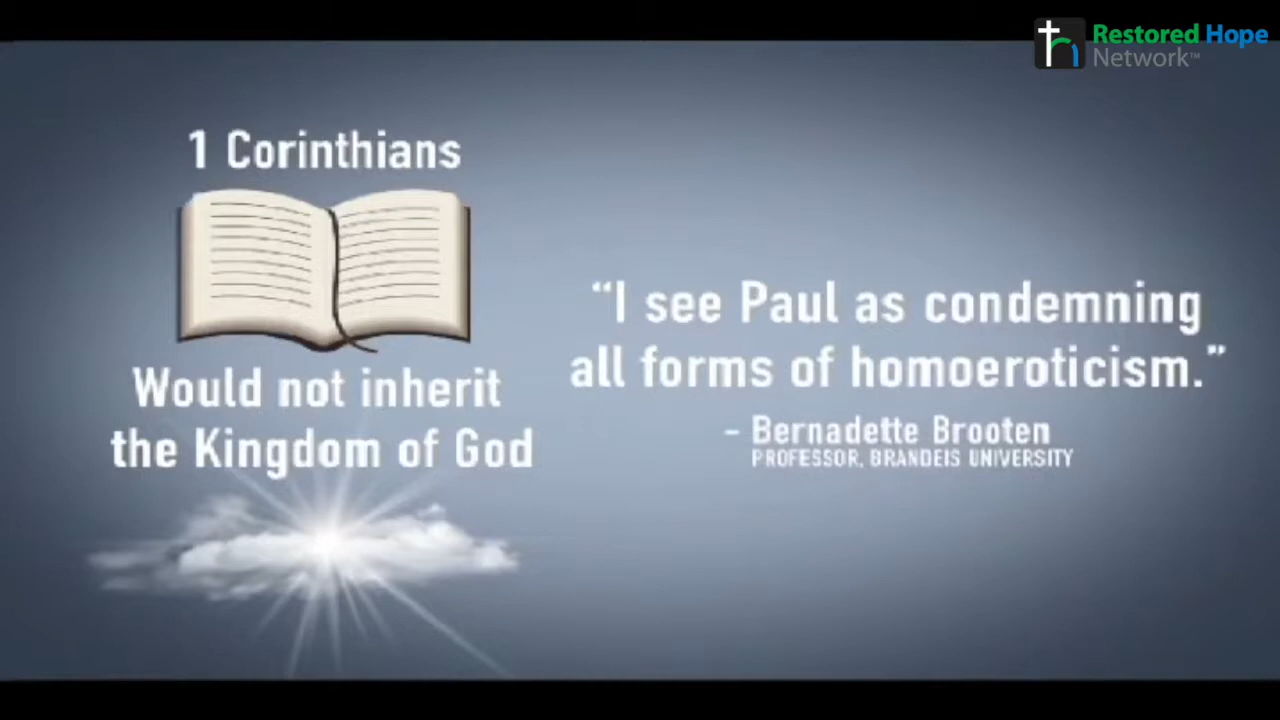 Restored Hope
Network™
1 Corinthians
Would not inherit
the Kingdom of God
“I see Paul as condemning
all forms of homoeroticism.”
- Bernadette Brooten
PROFESSOR, BRANDEIS UNIVERSITY